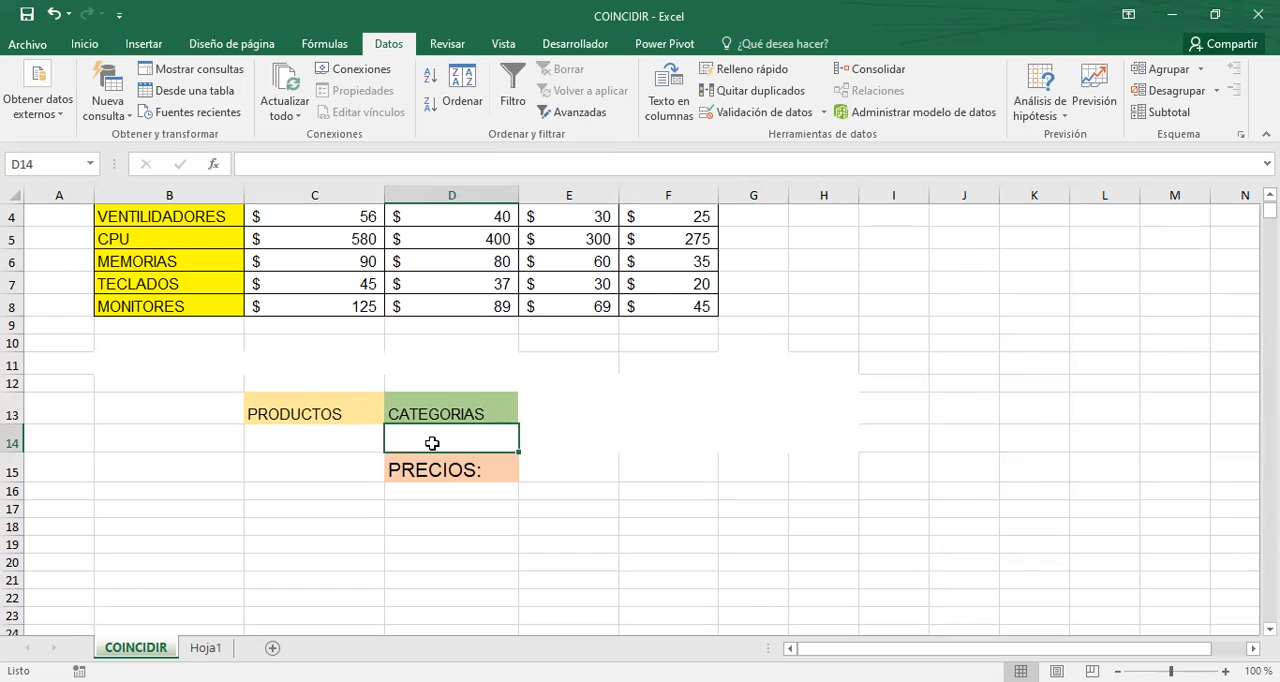 COINCIDIR - Excel
Archivo Inicio Insertar Diseño de página Fórmulas Datos Revisar Vista Desarrollador Power Pivot ¿Qué desea hacer? Compartir
Obtener datos externos
Nueva consulta
Mostrar consultas
Desde una tabla
Fuentes recientes
Obtener y transformar
Actualizar todo
Conexiones
Propiedades
Editar vínculos
Conexiones
Ordenar
Filtro
Borrar
Volver a aplicar
Avanzadas
Ordenar y filtrar
Texto en columnas
Relleno rápido
Quitar duplicados
Validación de datos
Consolidar
Relaciones
Administrar modelo de datos
Herramientas de datos
Análisis de hipótesis
Previsión
Previsión
Agrupar
Desagrupar
Subtotal
Esquema
D14 fx
A B C D E F G H I J K L M N
4 VENTILADORES $ 56 $ 40 $ 30 $ 25
5 CPU $ 580 $ 400 $ 300 $ 275
6 MEMORIAS $ 90 $ 80 $ 60 $ 35
7 TECLADOS $ 45 $ 37 $ 30 $ 20
8 MONITORES $ 125 $ 89 $ 69 $ 45
9
10
11
12
13 PRODUCTOS CATEGORIAS
14
15 PRECIOS:
16
17
18
19
20
21
22
23
24
COINCIDIR Hoja1
Listo 100 %